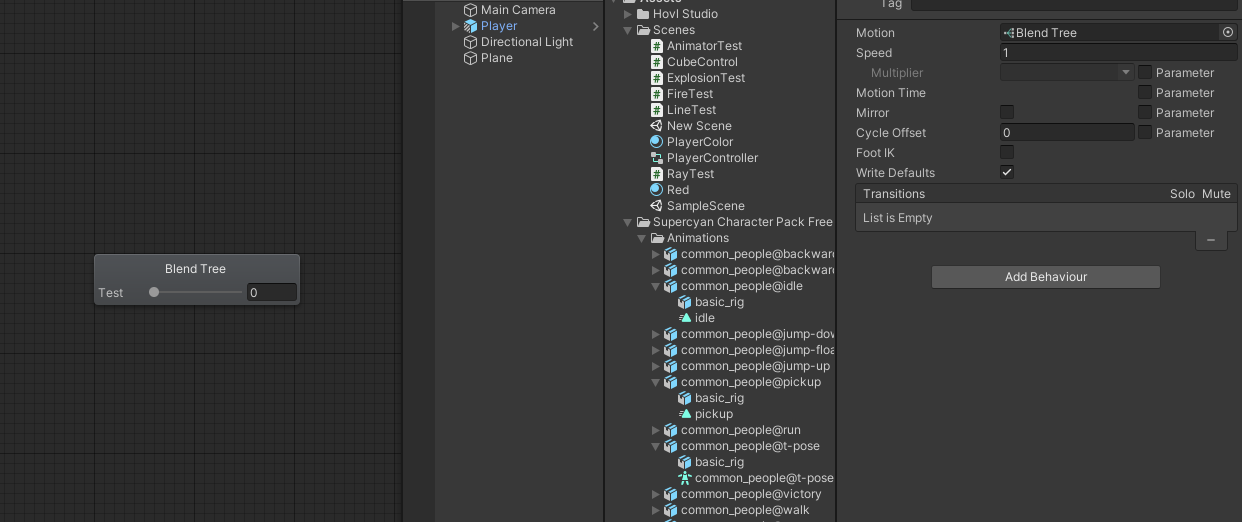 Blend Tree
Test
0
Main Camera
Player
Directional Light
Plane
Assets
Hovl Studio
Scenes
AnimatorTest
CubeControl
ExplosionTest
FireTest
LineTest
New Scene
PlayerColor
PlayerController
RayTest
Red
SampleScene
Supercyan Character Pack Free
Animations
common_people@backward
common_people@backward
common_people@idle
basic_rig
idle
common_people@jump-dow
common_people@jump-floa
common_people@jump-up
common_people@pickup
basic_rig
pickup
common_people@run
common_people@t-pose
basic_rig
common_people@t-pose
common_people@victory
common_people@walk
Tag
Motion Blend Tree
Speed 1
Multiplier Parameter
Motion Time Parameter
Mirror Parameter
Cycle Offset 0 Parameter
Foot IK
Write Defaults
Transitions Solo Mute
List is Empty
Add Behaviour